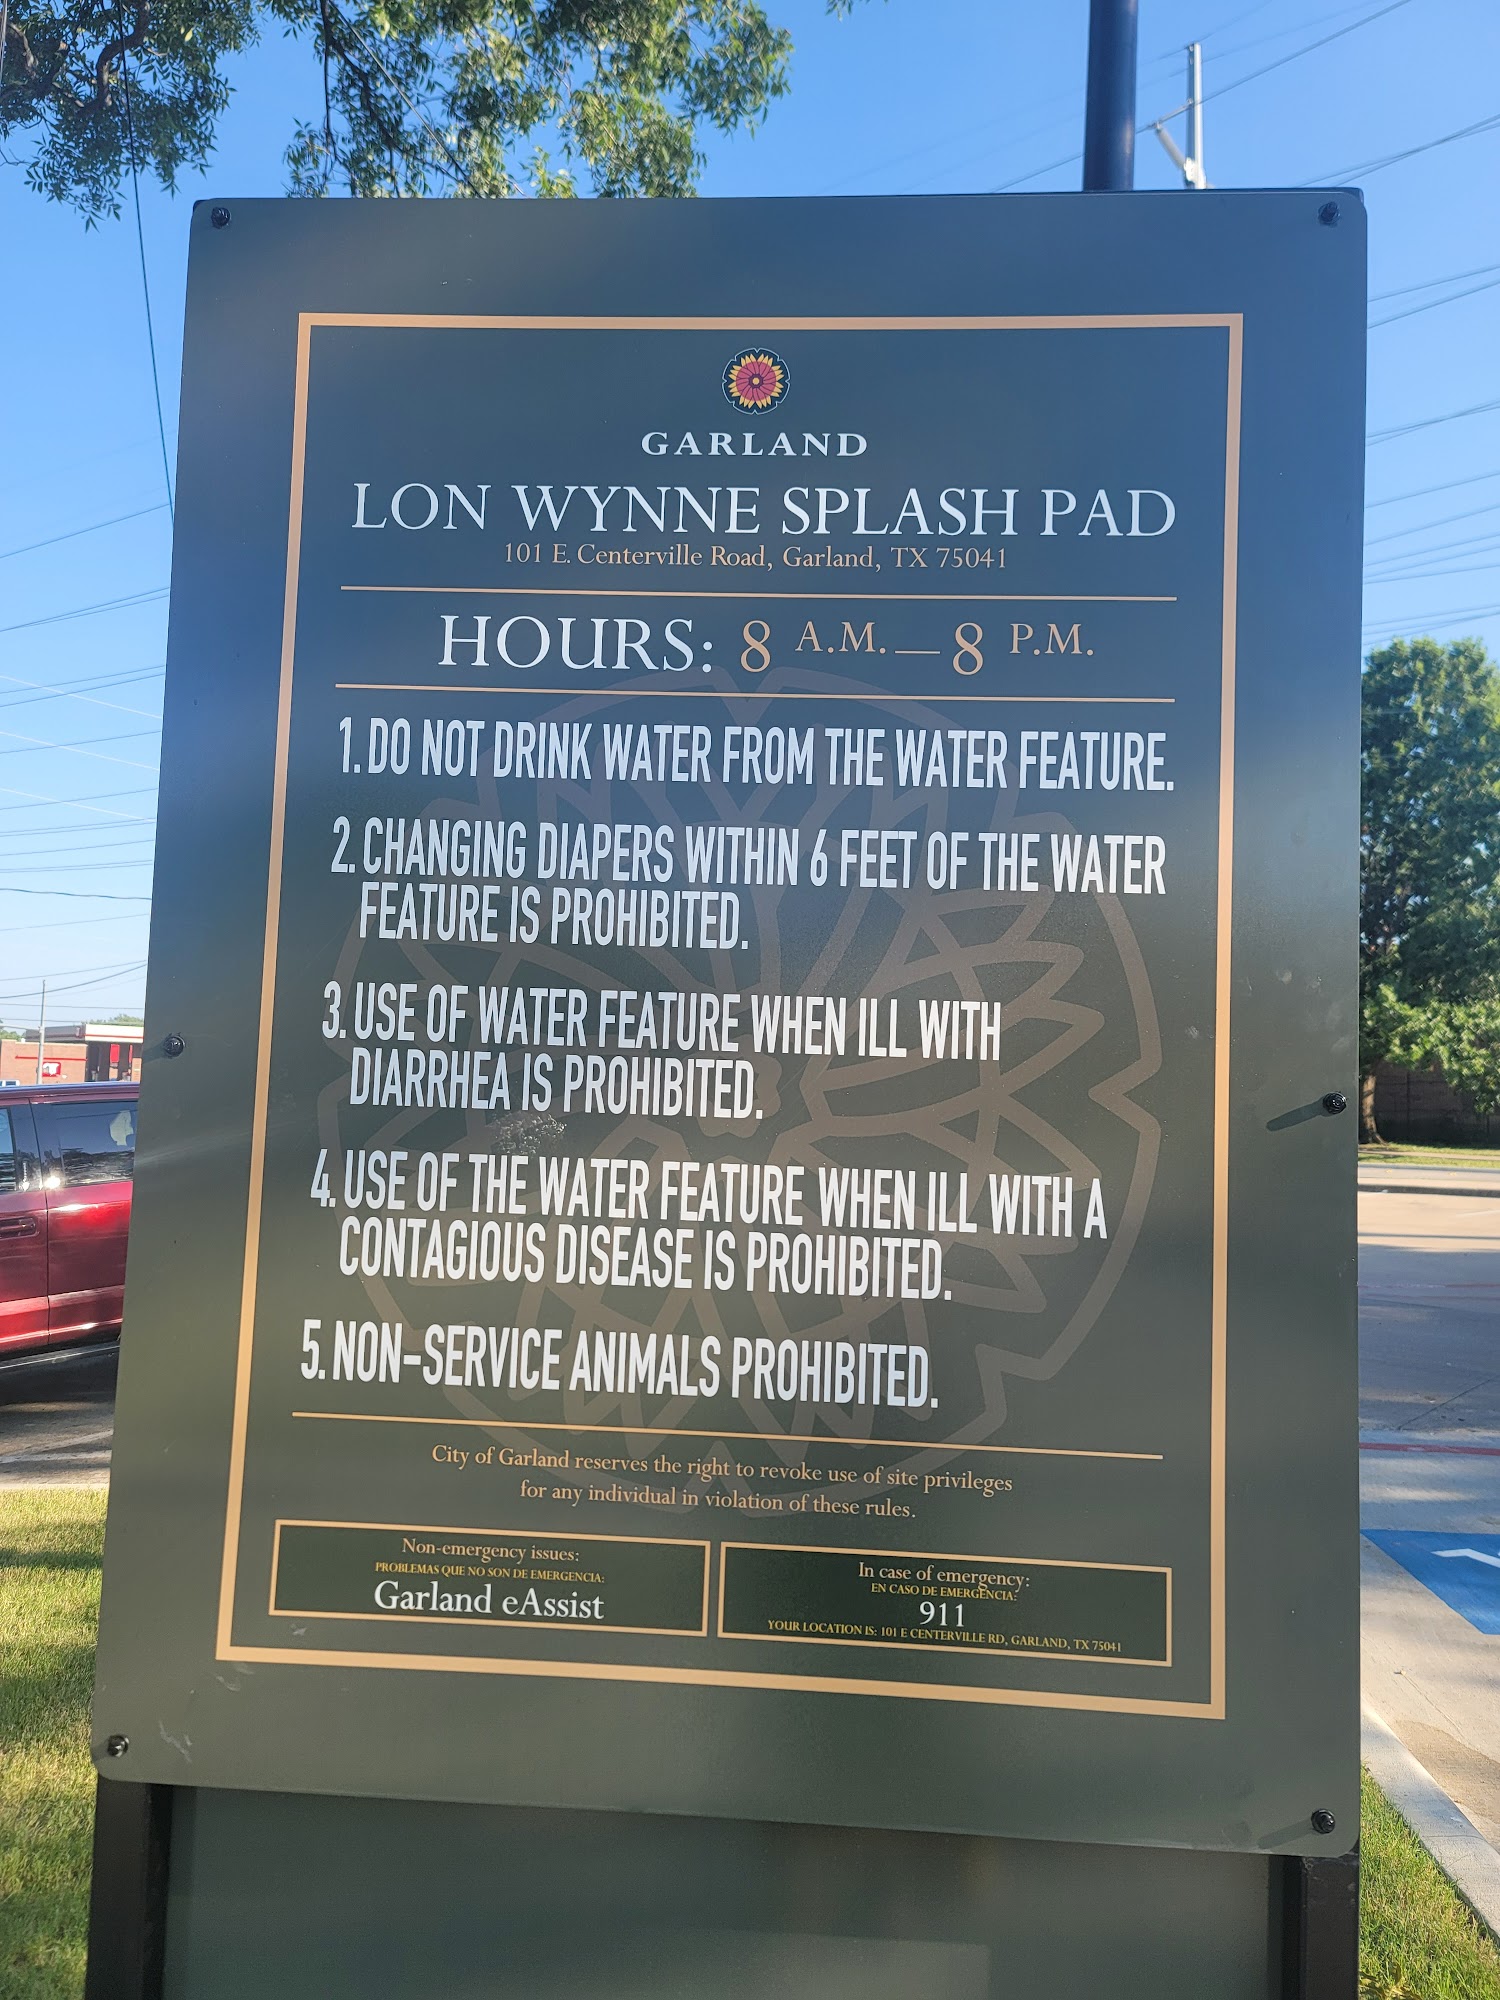 GARLAND
LON WYNNE SPLASH PAD
101 E. Centerville Road, Garland, TX 75041
HOURS: 8 A.M. — 8 P.M.
1. DO NOT DRINK WATER FROM THE WATER FEATURE.
2. CHANGING DIAPERS WITHIN 6 FEET OF THE WATER
FEATURE IS PROHIBITED.
3. USE OF WATER FEATURE WHEN ILL WITH
DIARRHEA IS PROHIBITED.
4. USE OF THE WATER FEATURE WHEN ILL WITH A
CONTAGIOUS DISEASE IS PROHIBITED.
5. NON-SERVICE ANIMALS PROHIBITED.
City of Garland reserves the right to revoke use of site privileges
for any individual in violation of these rules.
Non-emergency issues:
PROBLEMAS QUE NO SON DE EMERGENCIA:
Garland eAssist
In case of emergency:
EN CASO DE EMERGENCIA:
911
YOUR LOCATION IS: 101 E CENTERVILLE RD, GARLAND, TX 75041